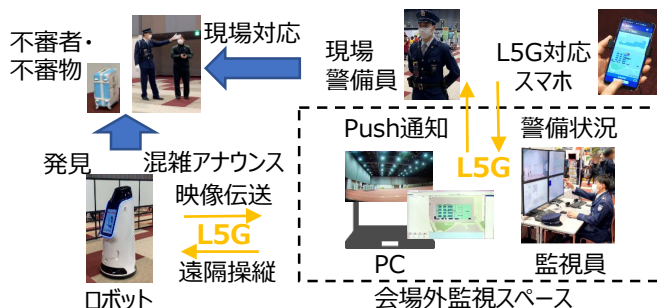 不審者・
不審物
現場対応
現場
警備員
L5G対応
スマホ
発見
混雑アナウンス
映像伝送
L5G
遠隔操縦
ロボット
Push通知
L5G
警備状況
PC
監視員
会場外監視スペース